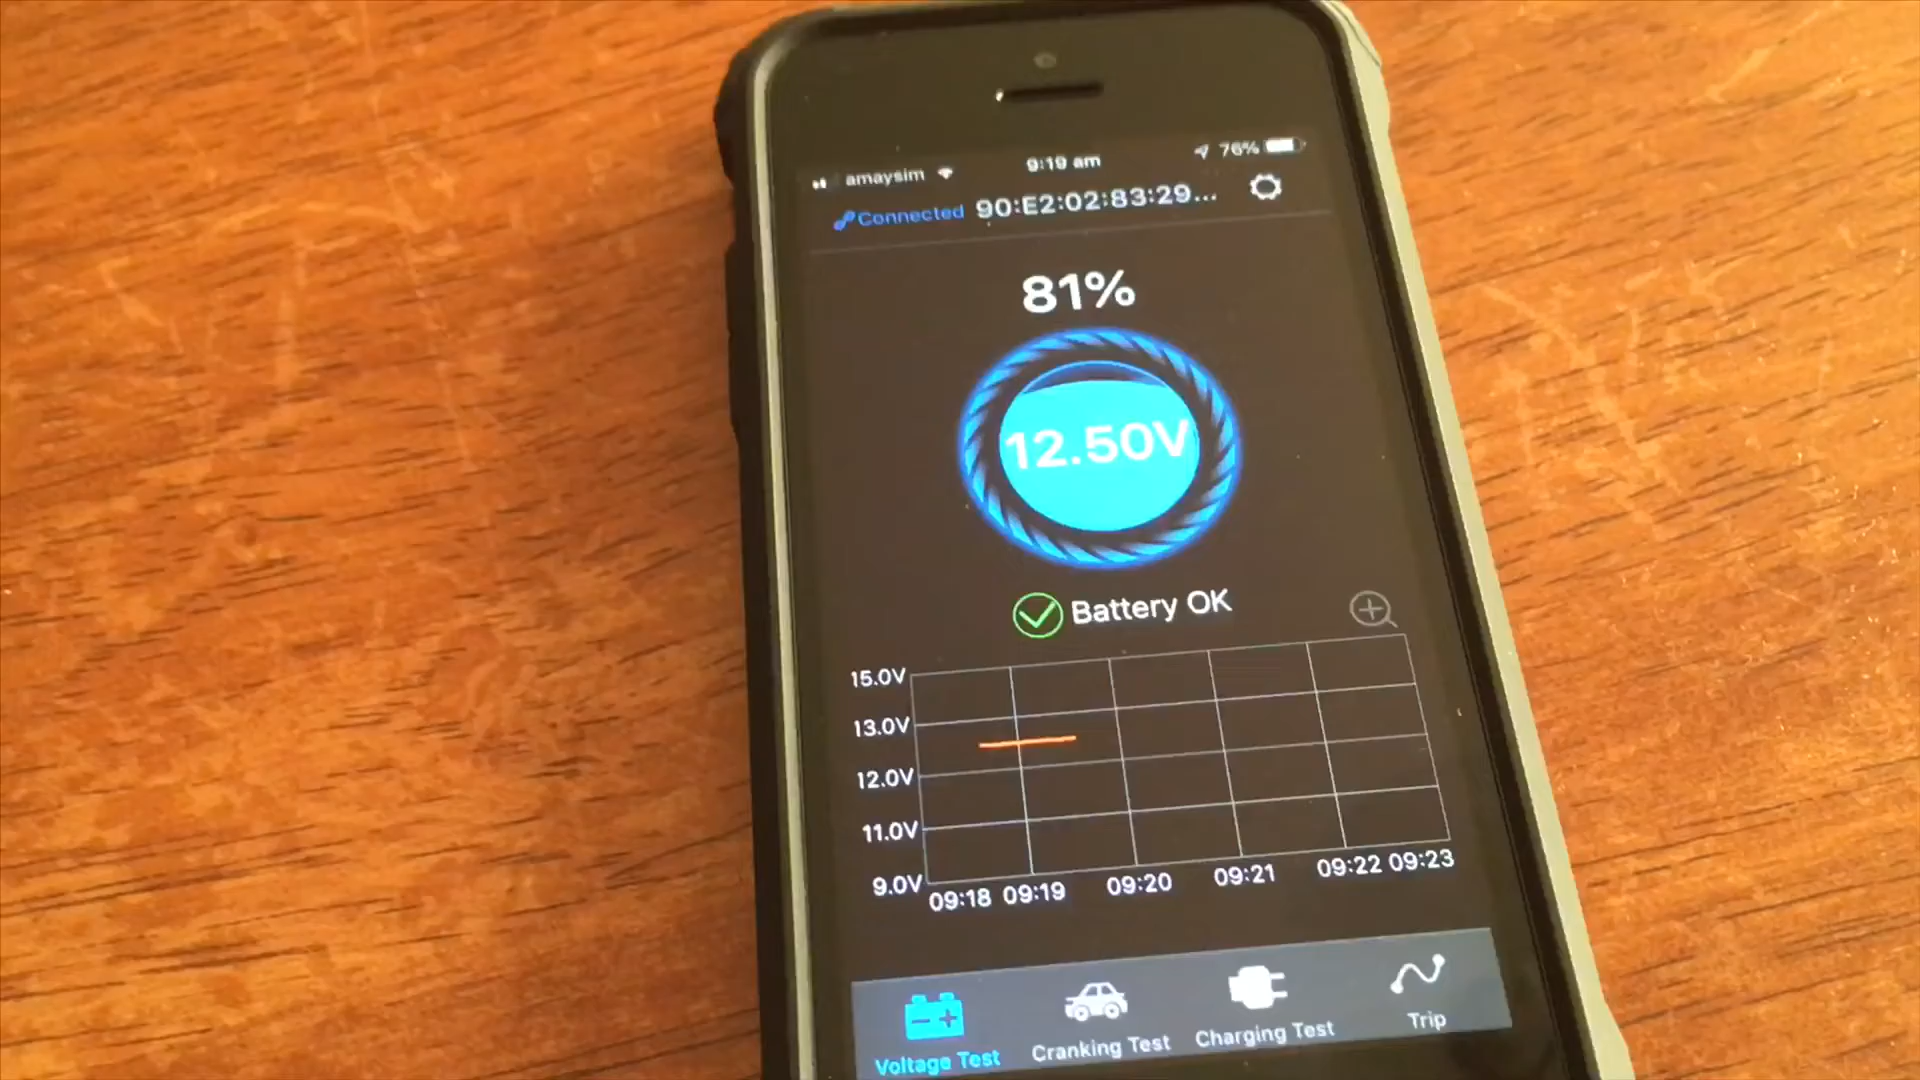 amaysim 9:19 am 76%
Connected 90:E2:02:83:29...
81%
12.50V
Battery OK
15.0V
13.0V
12.0V
11.0V
9.0V
09:18 09:19 09:20 09:21 09:22 09:23
Voltage Test Cranking Test Charging Test Trip